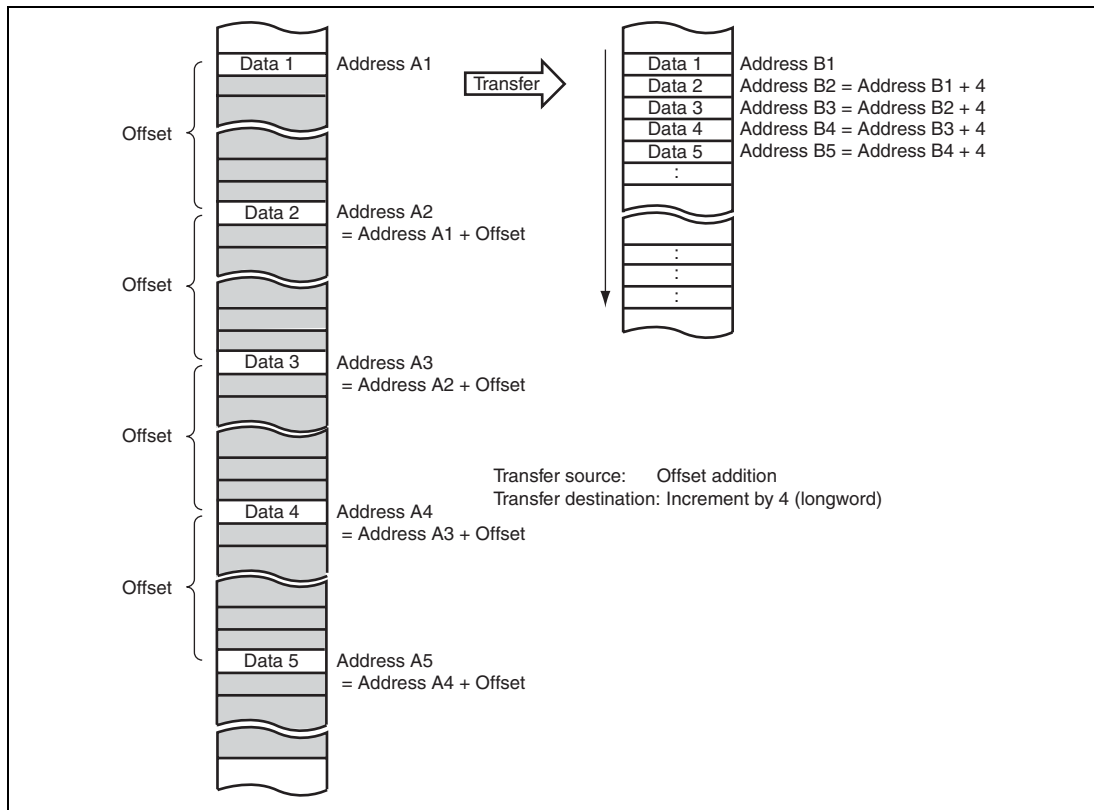 Data 1 Address A1
Offset
Data 2 Address A2
= Address A1 + Offset
Offset
Data 3 Address A3
= Address A2 + Offset
Offset
Data 4 Address A4
= Address A3 + Offset
Offset
Data 5 Address A5
= Address A4 + Offset
Transfer
Data 1 Address B1
Data 2 Address B2 = Address B1 + 4
Data 3 Address B3 = Address B2 + 4
Data 4 Address B4 = Address B3 + 4
Data 5 Address B5 = Address B4 + 4
:
:
:
:
Transfer source: Offset addition
Transfer destination: Increment by 4 (longword)